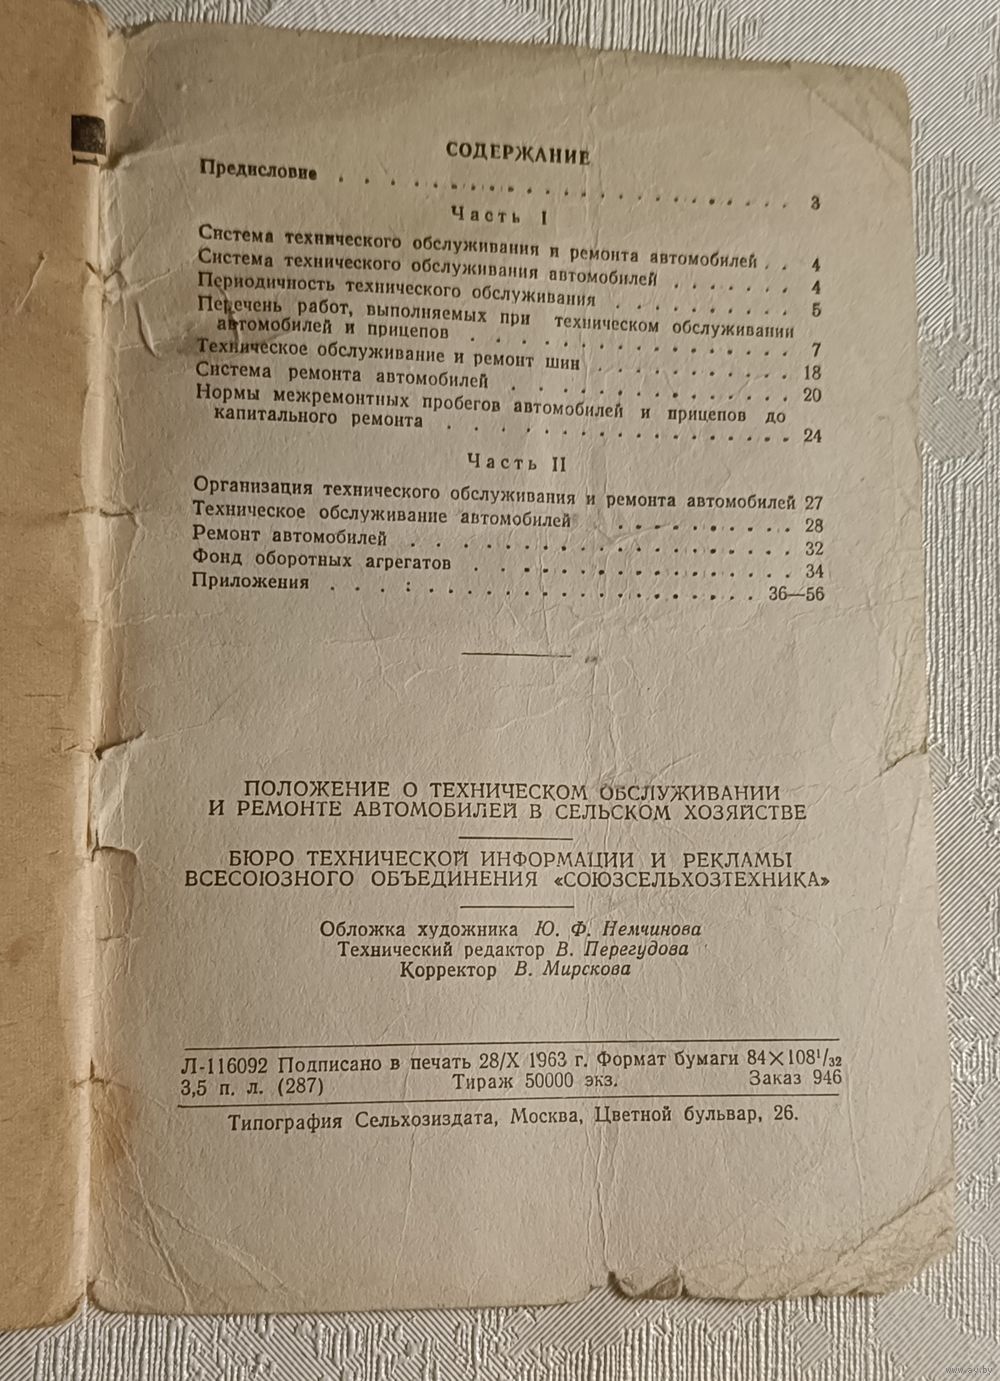 СОДЕРЖАНИЕ
Предисловие . . . . . . . . . . . . . . . . . . . 3
Часть I
Система технического обслуживания и ремонта автомобилей . . 4
Система технического обслуживания автомобилей . . . . . . 4
Периодичность технического обслуживания . . . . . . . . . 5
Перечень работ, выполняемых при техническом обслуживании
автомобилей и прицепов . . . . . . . . . . . . . . . 7
Техническое обслуживание и ремонт шин . . . . . . . . . 18
Система ремонта автомобилей . . . . . . . . . . . . . 20
Нормы межремонтных пробегов автомобилей и прицепов до
капитального ремонта . . . . . . . . . . . . . . . . 24
Часть II
Организация технического обслуживания и ремонта автомобилей 27
Техническое обслуживание автомобилей . . . . . . . . . . 28
Ремонт автомобилей . . . . . . . . . . . . . . . . . 32
Фонд оборотных агрегатов . . . . . . . . . . . . . . 34
Приложения . . . : . . . . . . . . . . . . . . . 36—56
ПОЛОЖЕНИЕ О ТЕХНИЧЕСКОМ ОБСЛУЖИВАНИИ
И РЕМОНТЕ АВТОМОБИЛЕЙ В СЕЛЬСКОМ ХОЗЯЙСТВЕ
БЮРО ТЕХНИЧЕСКОЙ ИНФОРМАЦИИ И РЕКЛАМЫ
ВСЕСОЮЗНОГО ОБЪЕДИНЕНИЯ «СОЮЗСЕЛЬХОЗТЕХНИКА»
Обложка художника Ю. Ф. Немчинова
Технический редактор В. Перегудова
Корректор В. Мирскова
Л-116092 Подписано в печать 28/X 1963 г. Формат бумаги 84×108¹/₃₂
3,5 п. л. (287) Тираж 50000 экз. Заказ 946
Типография Сельхозиздата, Москва, Цветной бульвар, 26.
www.ay.by